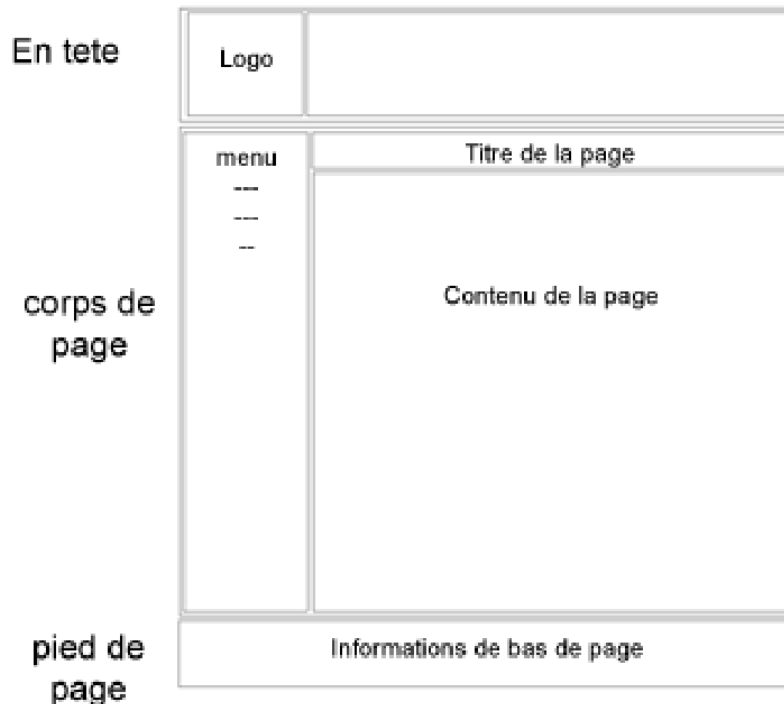 En tete
Logo
menu
---
---
--
Titre de la page
Contenu de la page
corps de
page
pied de
page
Informations de bas de page